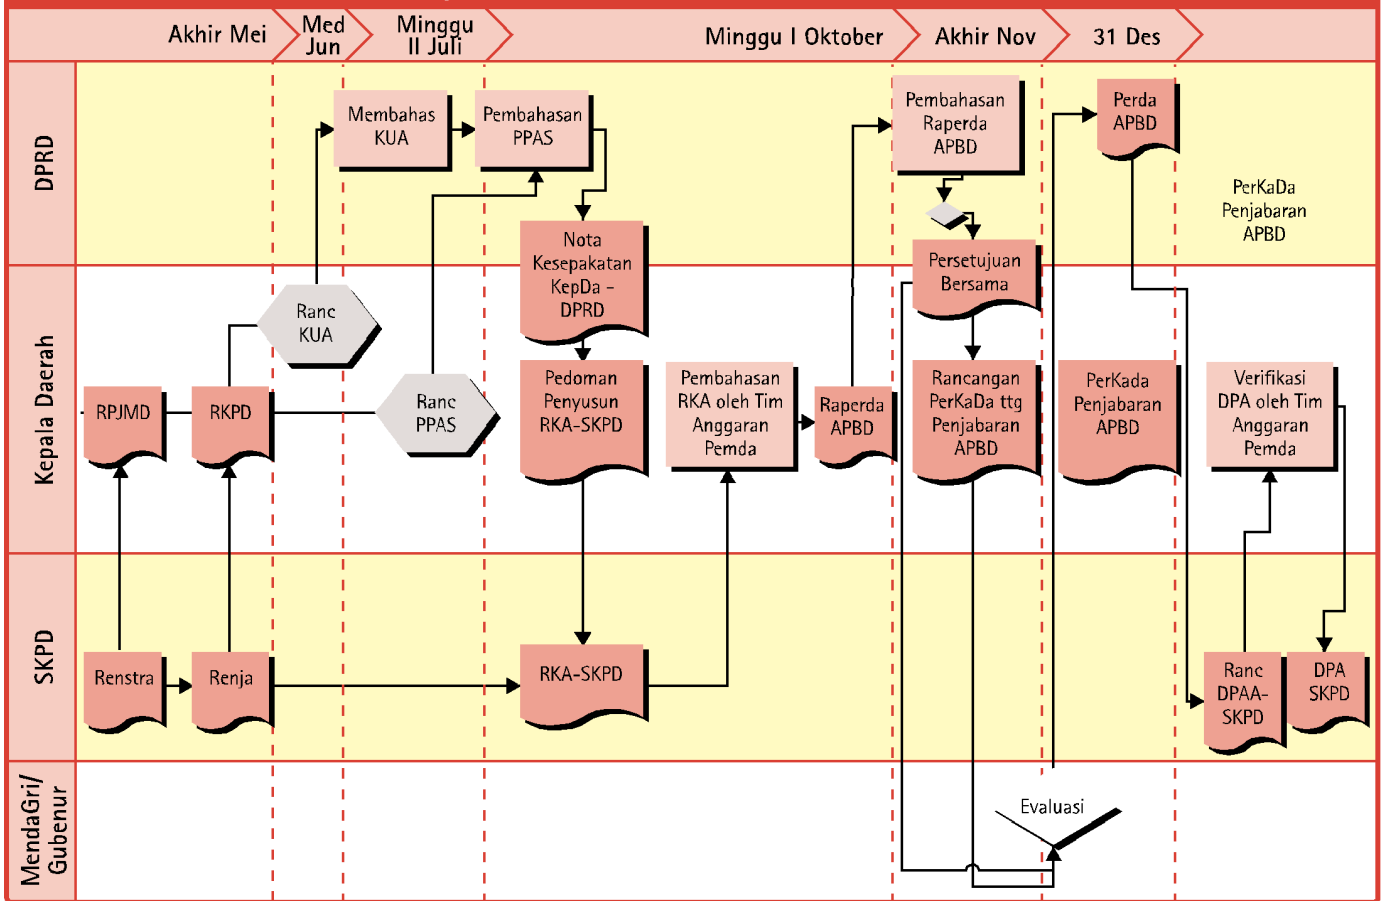 Akhir Mei
Med
Jun
Minggu
II Juli
Minggu I Oktober
Akhir Nov
31 Des
DPRD
Membahas
KUA
Pembahasan
PPAS
Nota
Kesepakatan
KepDa -
DPRD
Pembahasan
Raperda
APBD
Persetujuan
Bersama
Perda
APBD
PerKaDa
Penjabaran
APBD
Kepala Daerah
RPJMD
RKPD
Ranc
KUA
Ranc
PPAS
Pedoman
Penyusun
RKA-SKPD
Pembahasan
RKA oleh Tim
Anggaran
Pemda
Raperda
APBD
Rancangan
PerKaDa ttg
Penjabaran
APBD
PerKada
Penjabaran
APBD
Verifikasi
DPA oleh Tim
Anggaran
Pemda
SKPD
Renstra
Renja
RKA-SKPD
Ranc
DPAA-
SKPD
DPA
SKPD
MendaGri/
Gubenur
Evaluasi